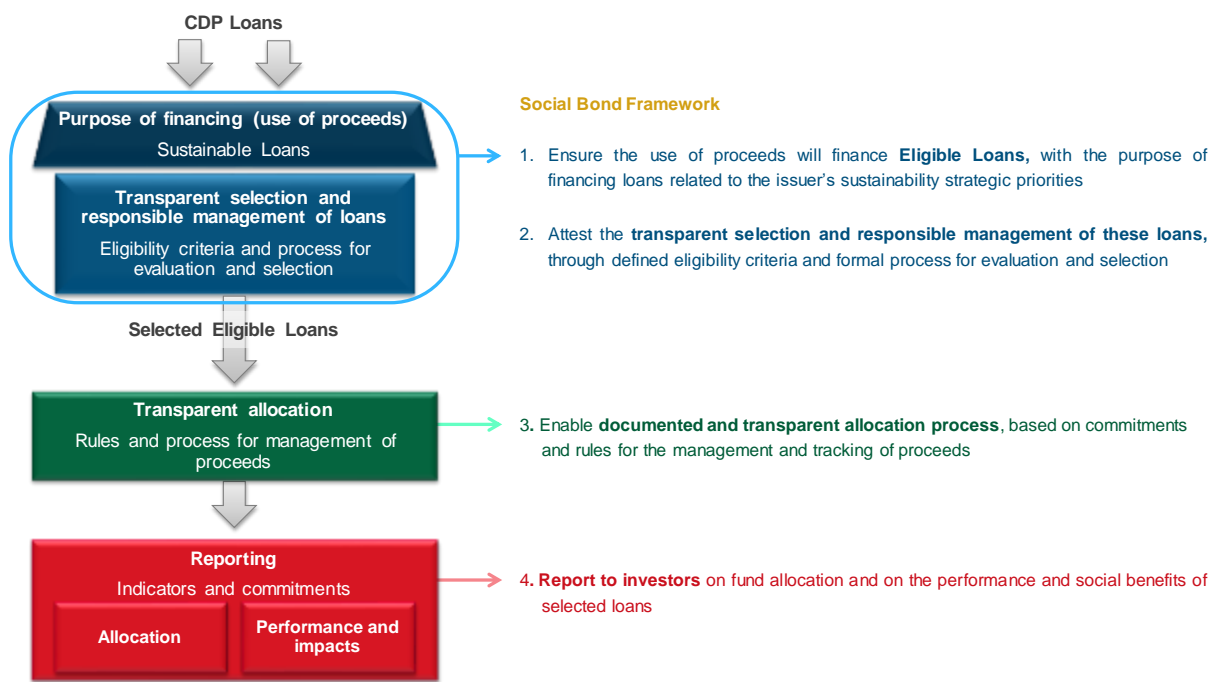 CDP Loans
Purpose of financing (use of proceeds)
Sustainable Loans
Transparent selection and
responsible management of loans
Eligibility criteria and process for
evaluation and selection
Selected Eligible Loans
Transparent allocation
Rules and process for management of
proceeds
Reporting
Indicators and commitments
Allocation
Performance and
impacts
Social Bond Framework
1. Ensure the use of proceeds will finance Eligible Loans, with the purpose of
financing loans related to the issuer’s sustainability strategic priorities
2. Attest the transparent selection and responsible management of these loans,
through defined eligibility criteria and formal process for evaluation and selection
3. Enable documented and transparent allocation process, based on commitments
and rules for the management and tracking of proceeds
4. Report to investors on fund allocation and on the performance and social benefits of
selected loans